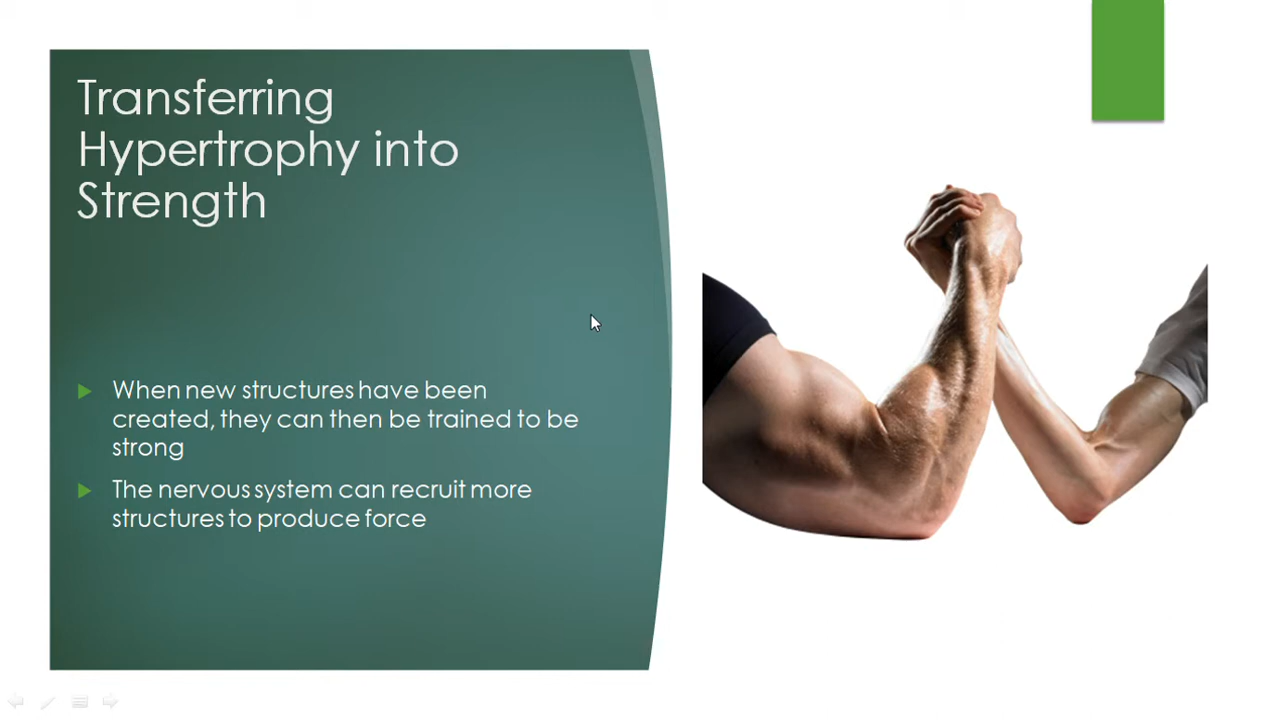 Transferring
Hypertrophy into
Strength
When new structures have been
created, they can then be trained to be
strong
The nervous system can recruit more
structures to produce force